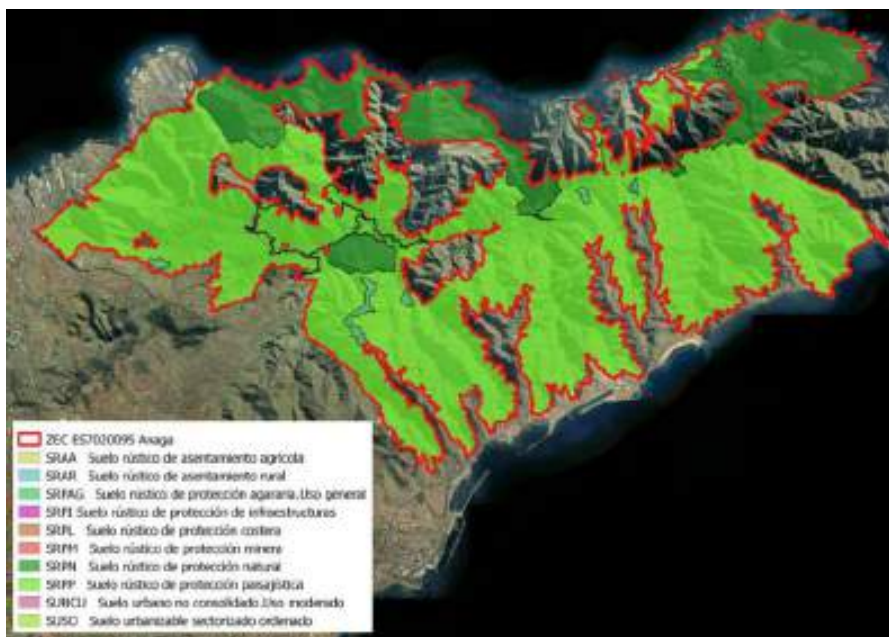 ZEC ES7020095 Anaga
SRAA Suelo rústico de asentamiento agrícola
SRAR Suelo rústico de asentamiento rural
SRPAG Suelo rústico de protección agararia.Uso general
SRPI Suelo rústico de protección de infraestructuras
SRPL Suelo rústico de protección costera
SRPM Suelo rústico de protección minera
SRPN Suelo rústico de protección natural
SRPP Suelo rústico de protección paisajística
SUNCU Suelo urbano no consolidado.Uso moderado
SUSO Suelo urbanizable sectorizado ordenado